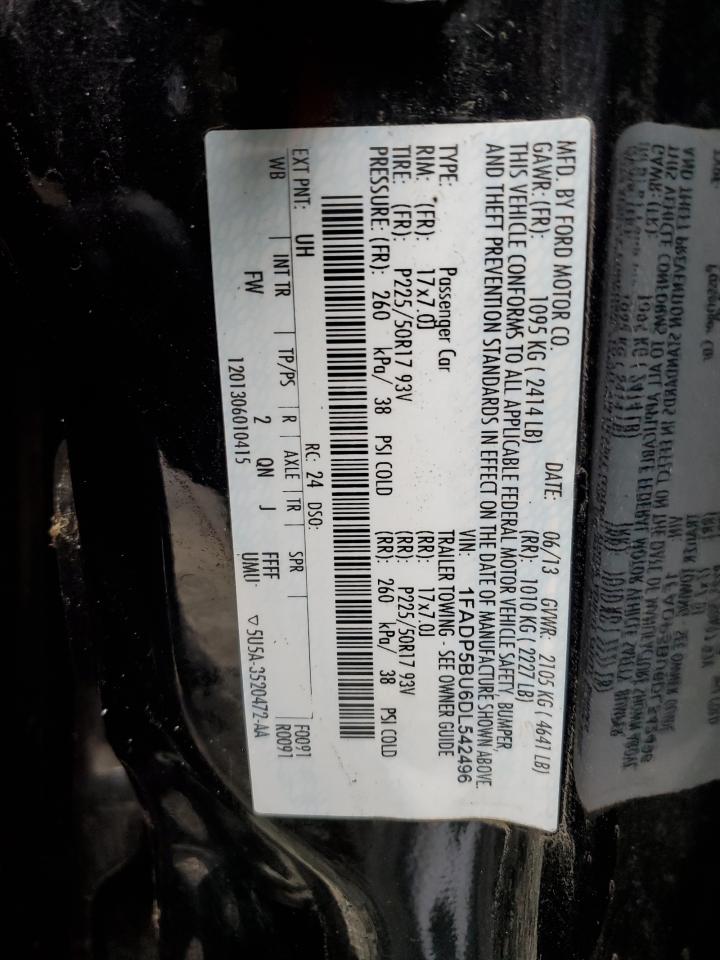 MFD. BY FORD MOTOR CO.
DATE: 06/13 GVWR: 2105 KG ( 4641 LB)
GAWR: (FR): 1095 KG ( 2414 LB) (RR): 1010 KG ( 2227 LB)
THIS VEHICLE CONFORMS TO ALL APPLICABLE FEDERAL MOTOR VEHICLE SAFETY, BUMPER,
AND THEFT PREVENTION STANDARDS IN EFFECT ON THE DATE OF MANUFACTURE SHOWN ABOVE.
VIN: 1FADP5BU6DL542496
TYPE: Passenger Car TRAILER TOWING - SEE OWNER GUIDE
RIM: (FR): 17x7.0J (RR): 17x7.0J
TIRE: (FR): P225/50R17 93V (RR): P225/50R17 93V
PRESSURE: (FR): 260 kPa/ 38 PSI COLD (RR): 260 kPa/ 38 PSI COLD
EXT PNT: UH RC: 24 DSO: F0091
WB INT TR TP/PS R AXLE TR SPR R0091
FW 2 QN J FFFF
1201306010415 UMU ▽5U5A-3520472-AA